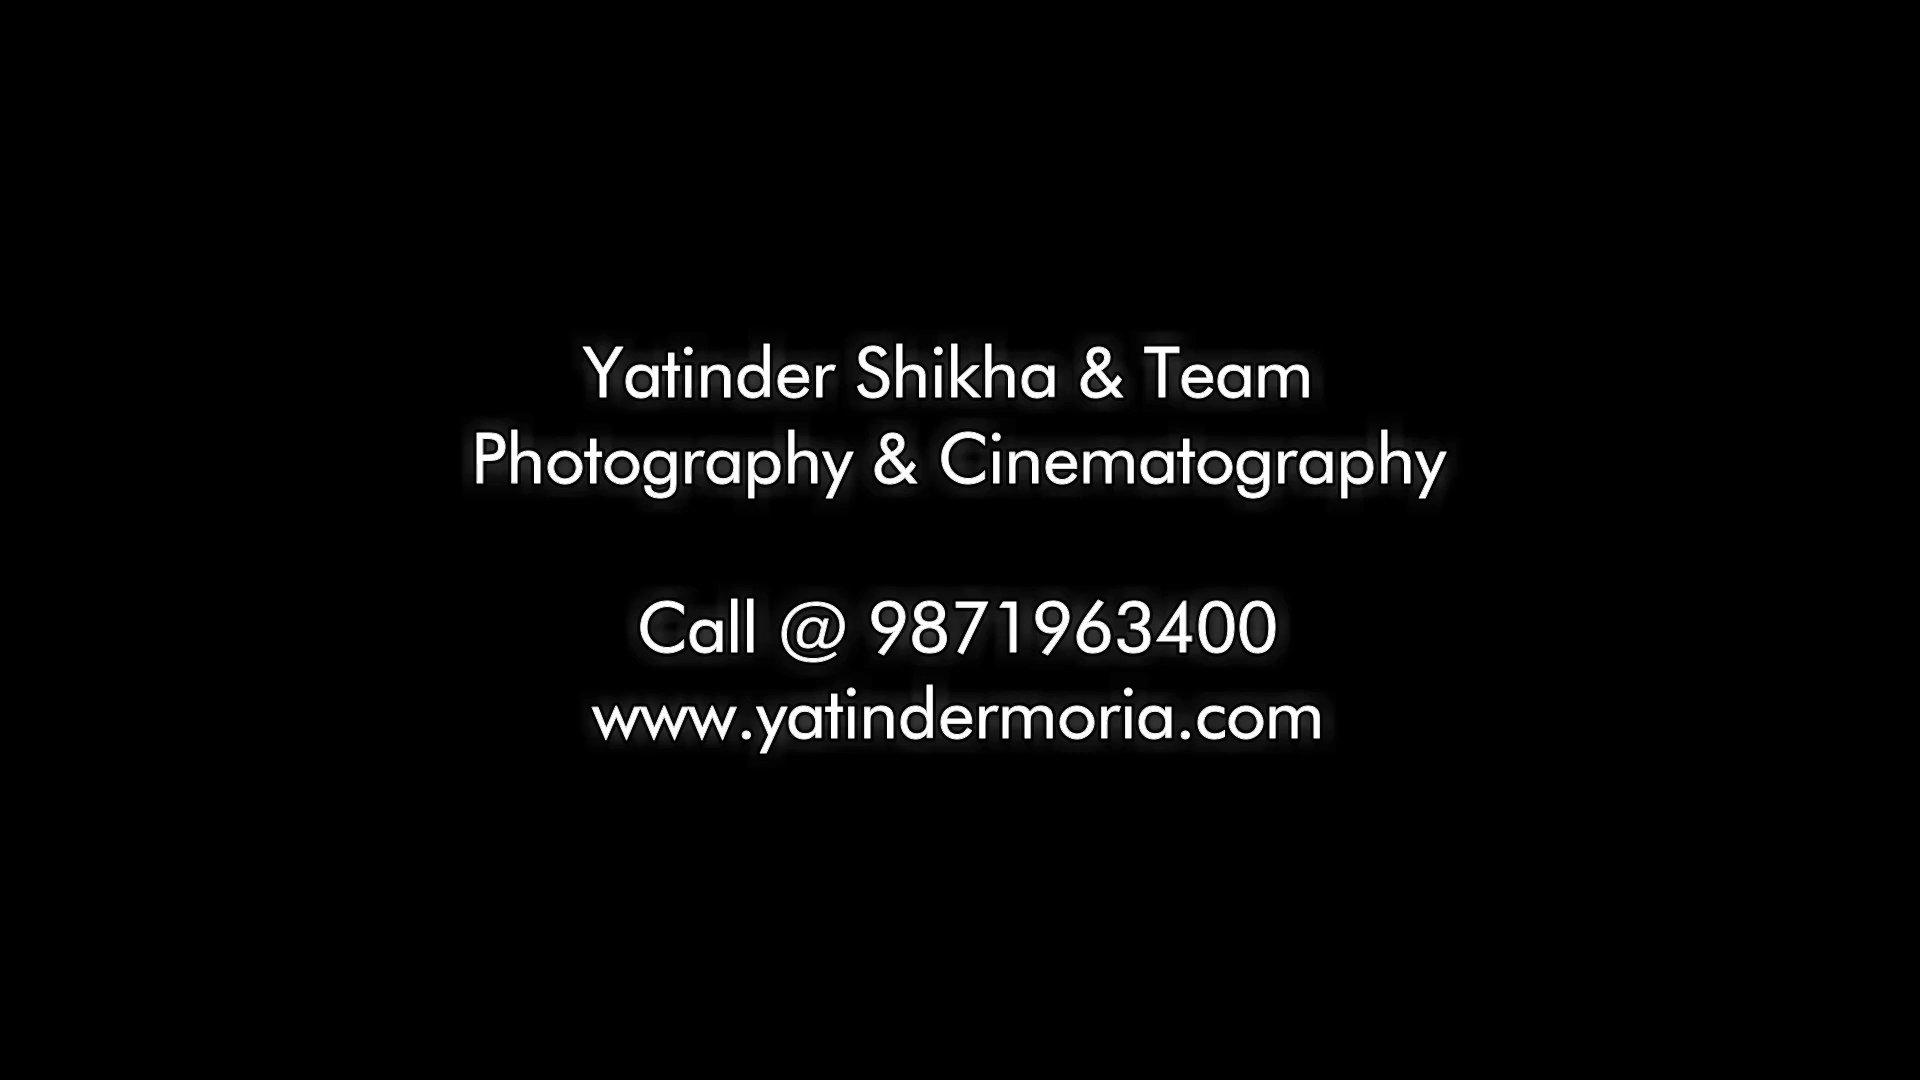 Yatinder Shikha & Team
Photography & Cinematography
Call @ 9871963400
www.yatindermoria.com